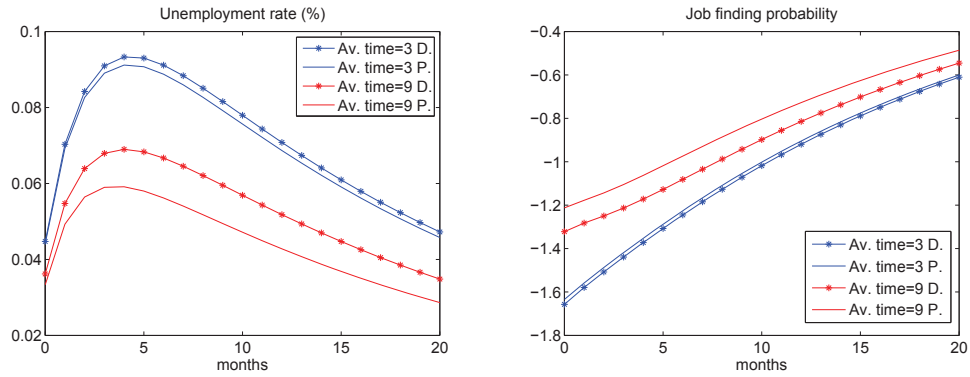 Unemployment rate (%)
0.1
0.08
0.06
0.04
0.02
0
5
10
15
20
months
Av. time=3 D.
Av. time=3 P.
Av. time=9 D.
Av. time=9 P.
Job finding probability
−0.4
−0.6
−0.8
−1
−1.2
−1.4
−1.6
−1.8
0
5
10
15
20
months
Av. time=3 D.
Av. time=3 P.
Av. time=9 D.
Av. time=9 P.